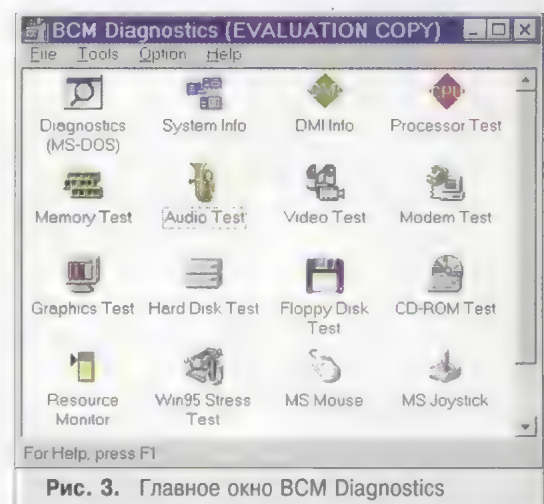 BCM Diagnostics (EVALUATION COPY)
File Tools Option Help
Diagnostics (MS-DOS)
System Info
DMI Info
Processor Test
Memory Test
Audio Test
Video Test
Modem Test
Graphics Test
Hard Disk Test
Floppy Disk Test
CD-ROM Test
Resource Monitor
Win95 Stress Test
MS Mouse
MS Joystick
For Help, press F1
Рис. 3. Главное окно BCM Diagnostics